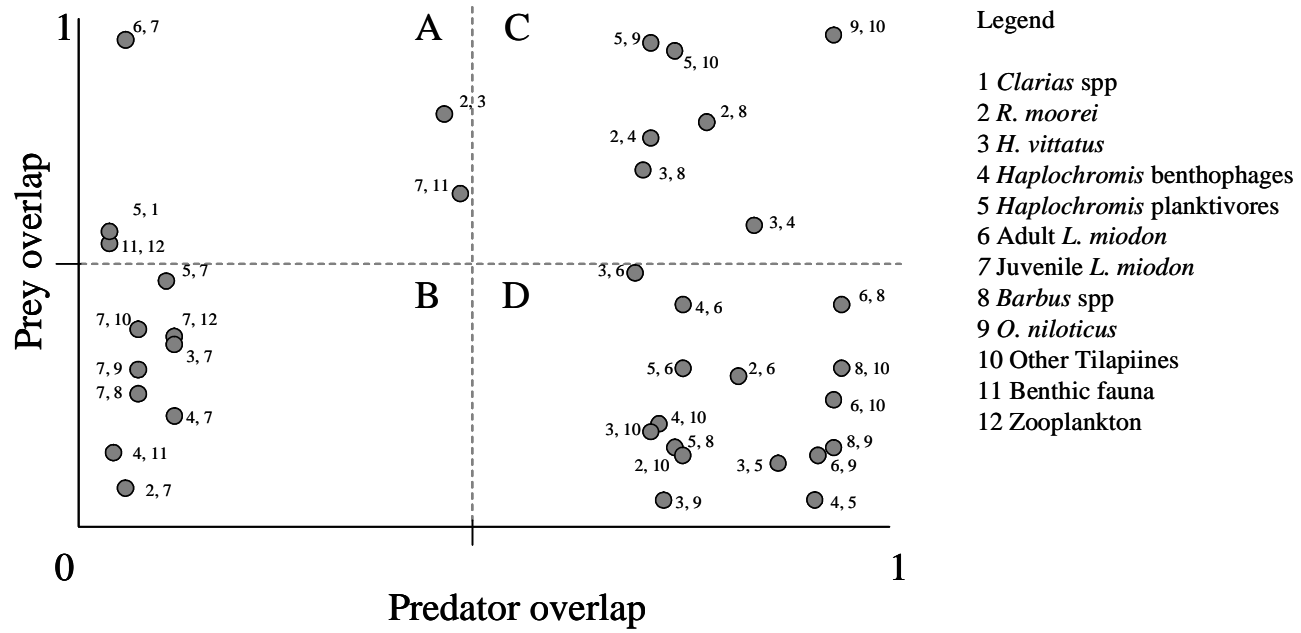 1
A
C
6, 7
5, 9
5, 10
9, 10
2, 3
2, 8
2, 4
3, 8
7, 11
3, 4
5, 1
11, 12
3, 6
5, 7
B
D
4, 6
6, 8
7, 10
7, 12
3, 7
7, 9
7, 8
5, 6
2, 6
8, 10
6, 10
4, 7
4, 10
3, 10
5, 8
2, 10
8, 9
3, 5
6, 9
4, 11
2, 7
3, 9
4, 5
Prey overlap
0
1
Predator overlap
Legend
1 Clarias spp
2 R. moorei
3 H. vittatus
4 Haplochromis benthophages
5 Haplochromis planktivores
6 Adult L. miodon
7 Juvenile L. miodon
8 Barbus spp
9 O. niloticus
10 Other Tilapiines
11 Benthic fauna
12 Zooplankton